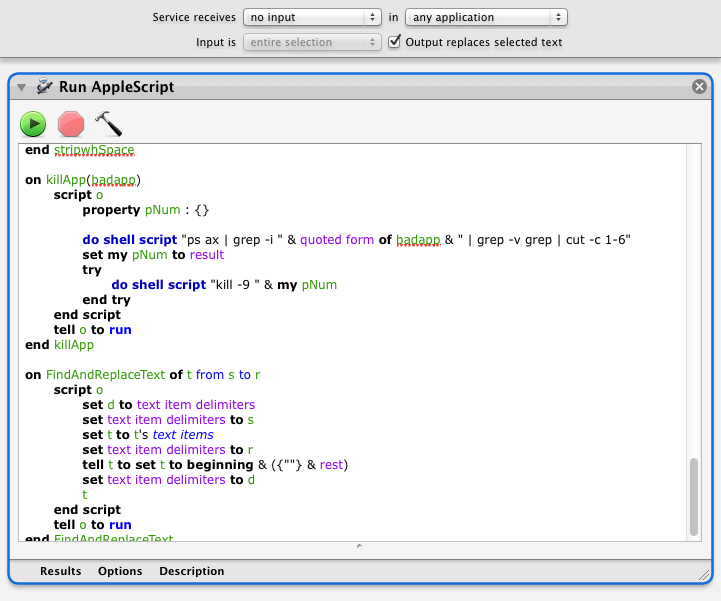 Service receives no input in any application
Input is entire selection Output replaces selected text
Run AppleScript
end stripwhSpace
on killApp(badapp)
script o
property pNum : {}
do shell script "ps ax | grep -i " & quoted form of badapp & " | grep -v grep | cut -c 1-6"
set my pNum to result
try
do shell script "kill -9 " & my pNum
end try
end script
tell o to run
end killApp
on FindAndReplaceText of t from s to r
script o
set d to text item delimiters
set text item delimiters to s
set t to t's text items
set text item delimiters to r
tell t to set t to beginning & ({""} & rest)
set text item delimiters to d
t
end script
tell o to run
end FindAndReplaceText
Results Options Description